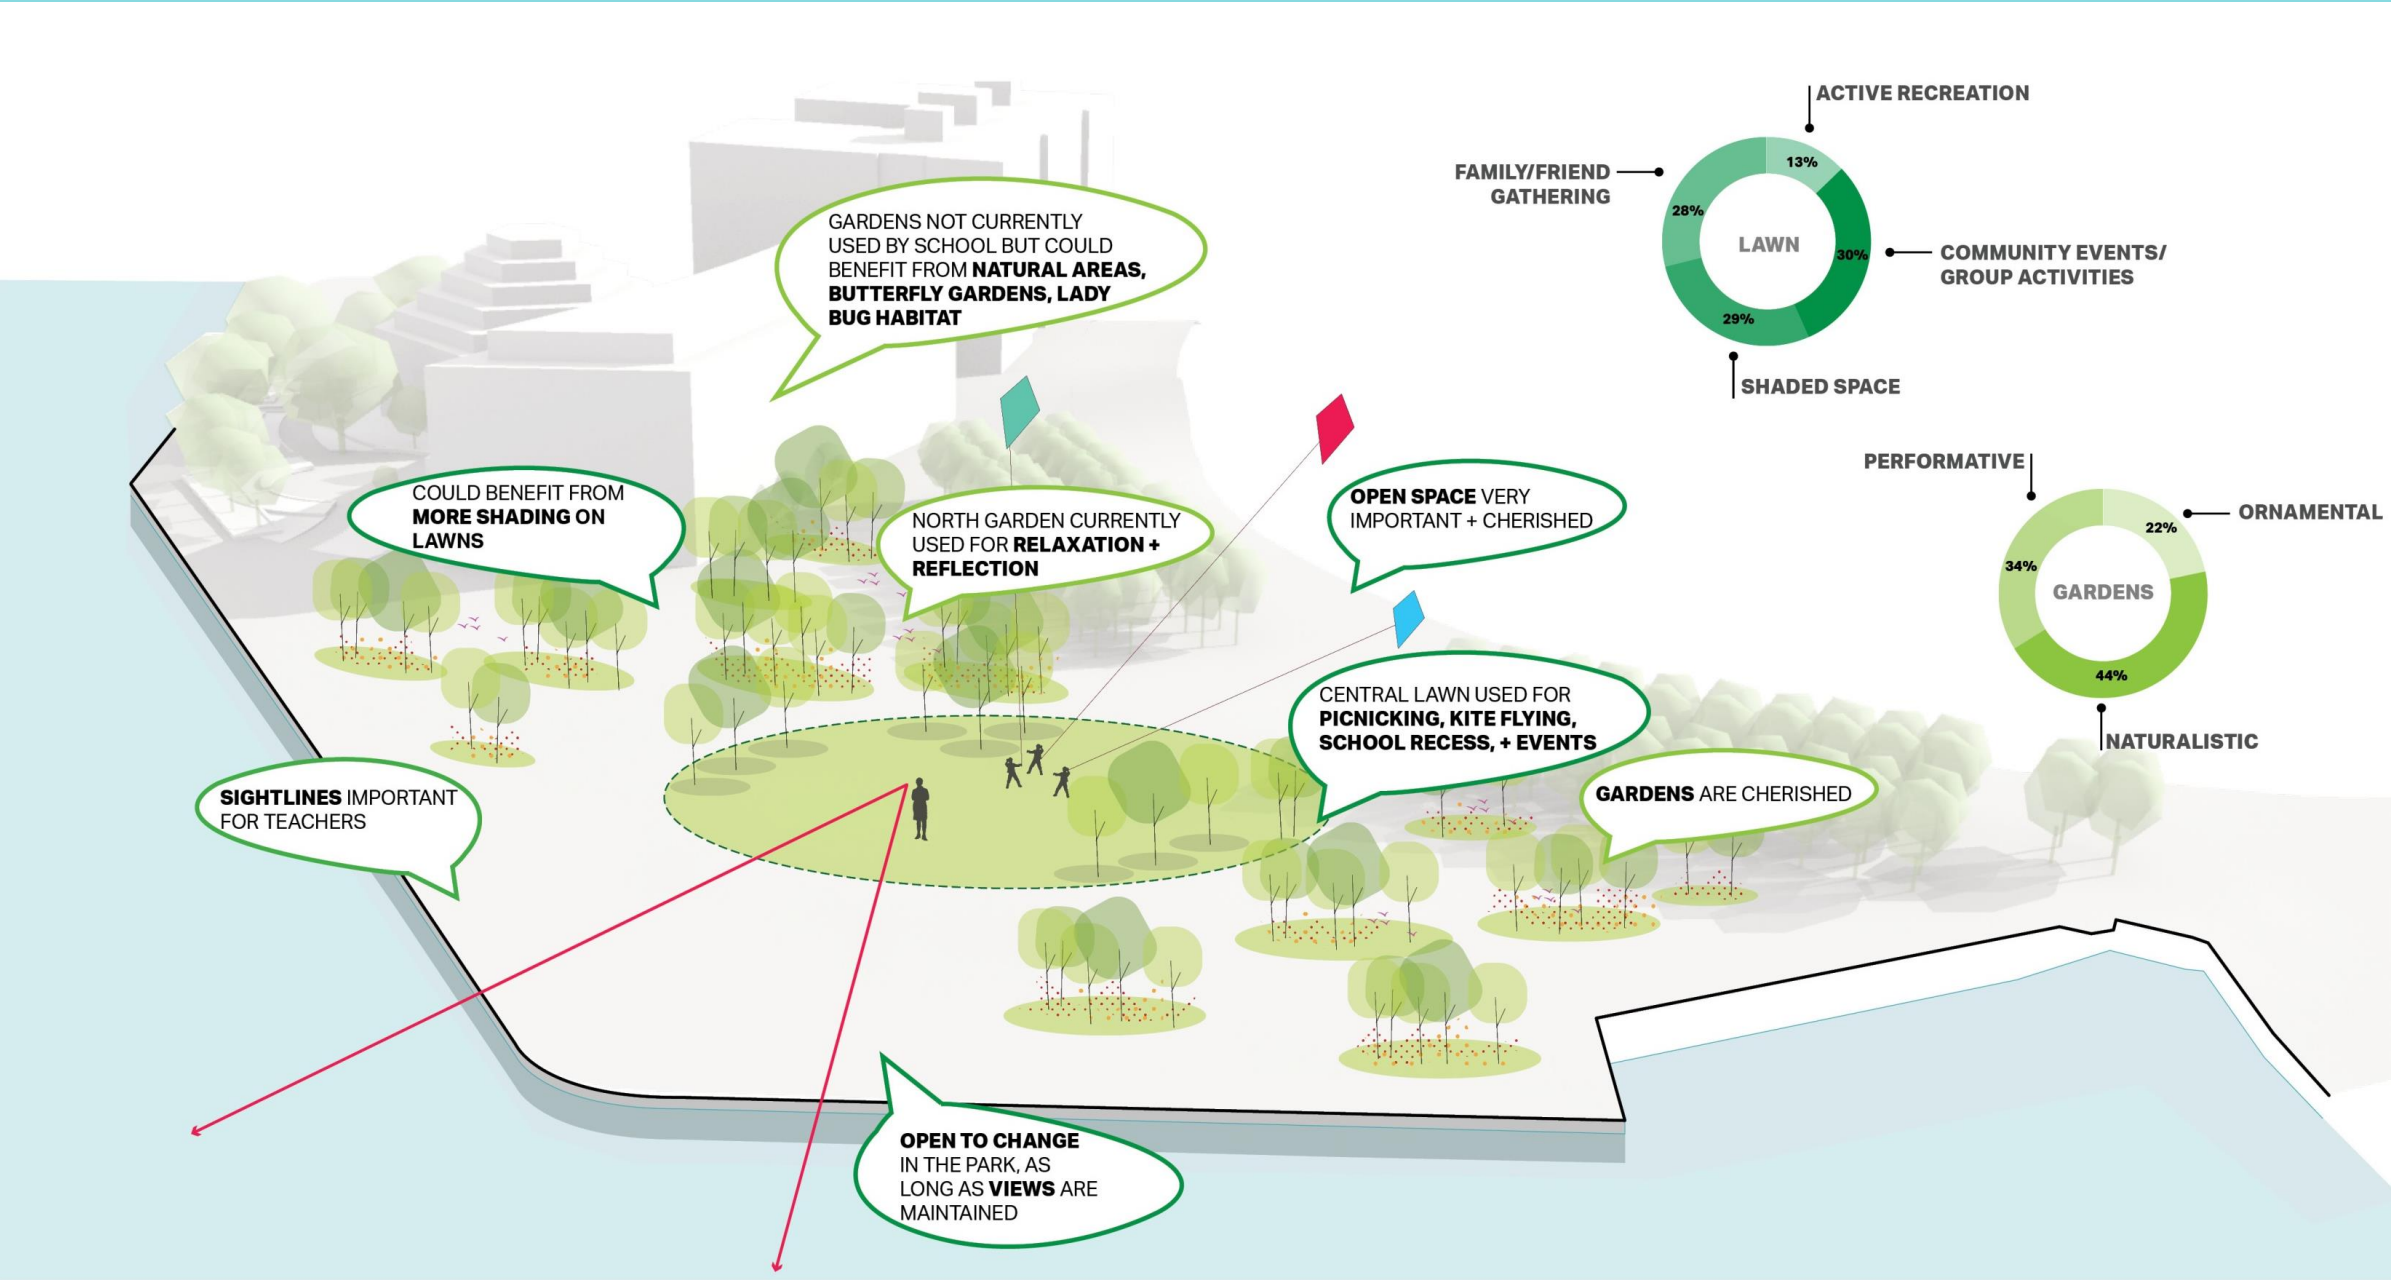 ACTIVE RECREATION
13%
FAMILY/FRIEND
GATHERING
28%
LAWN
30%
COMMUNITY EVENTS/
GROUP ACTIVITIES
29%
SHADED SPACE
GARDENS NOT CURRENTLY
USED BY SCHOOL BUT COULD
BENEFIT FROM NATURAL AREAS,
BUTTERFLY GARDENS, LADY
BUG HABITAT
PERFORMATIVE
ORNAMENTAL
22%
34%
GARDENS
44%
NATURALISTIC
COULD BENEFIT FROM
MORE SHADING ON
LAWNS
NORTH GARDEN CURRENTLY
USED FOR RELAXATION +
REFLECTION
OPEN SPACE VERY
IMPORTANT + CHERISHED
CENTRAL LAWN USED FOR
PICNICKING, KITE FLYING,
SCHOOL RECESS, + EVENTS
SIGHTLINES IMPORTANT
FOR TEACHERS
GARDENS ARE CHERISHED
OPEN TO CHANGE
IN THE PARK, AS
LONG AS VIEWS ARE
MAINTAINED